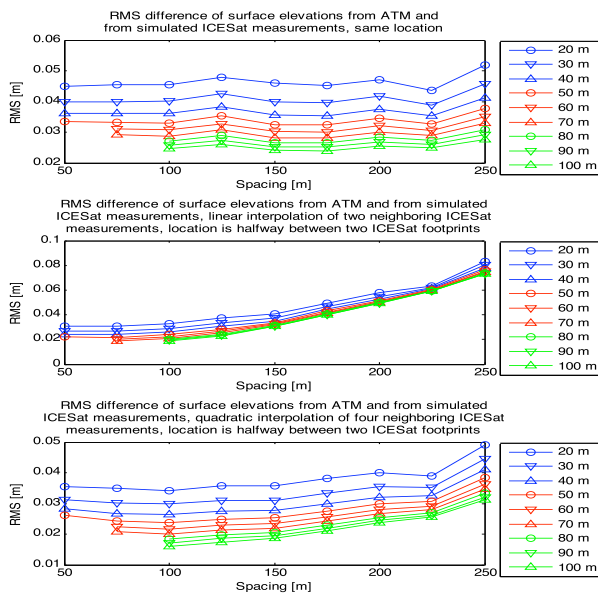 RMS difference of surface elevations from ATM and
from simulated ICESat measurements, same location
0.06
0.05
0.04
0.03
0.02
RMS [m]
50 100 150 200 250
Spacing [m]
20 m
30 m
40 m
50 m
60 m
70 m
80 m
90 m
100 m
RMS difference of surface elevations from ATM and from simulated
ICESat measurements, linear interpolation of two neighboring ICESat
measurements, location is halfway between two ICESat footprints
0.1
0.08
0.06
0.04
0.02
0
RMS [m]
50 100 150 200 250
Spacing [m]
20 m
30 m
40 m
50 m
60 m
70 m
80 m
90 m
100 m
RMS difference of surface elevations from ATM and from simulated
ICESat measurements, quadratic interpolation of four neighboring ICESat
measurements, location is halfway between two ICESat footprints
0.05
0.04
0.03
0.02
0.01
RMS [m]
50 100 150 200 250
Spacing [m]
20 m
30 m
40 m
50 m
60 m
70 m
80 m
90 m
100 m